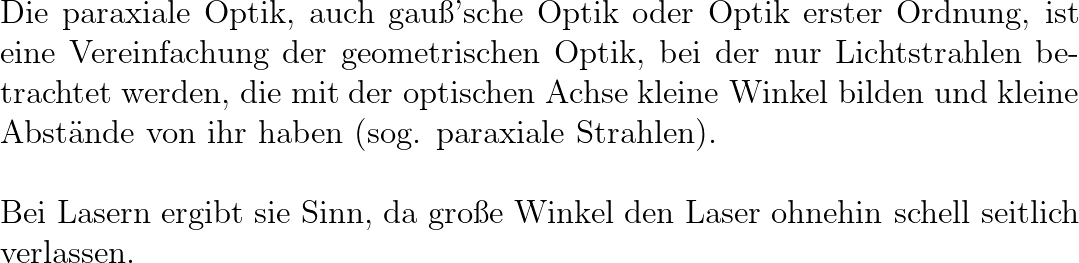 Die paraxiale Optik, auch gauß'sche Optik oder Optik erster Ordnung, ist
eine Vereinfachung der geometrischen Optik, bei der nur Lichtstrahlen be-
trachtet werden, die mit der optischen Achse kleine Winkel bilden und kleine
Abstände von ihr haben (sog. paraxiale Strahlen).
Bei Lasern ergibt sie Sinn, da große Winkel den Laser ohnehin schell seitlich
verlassen.